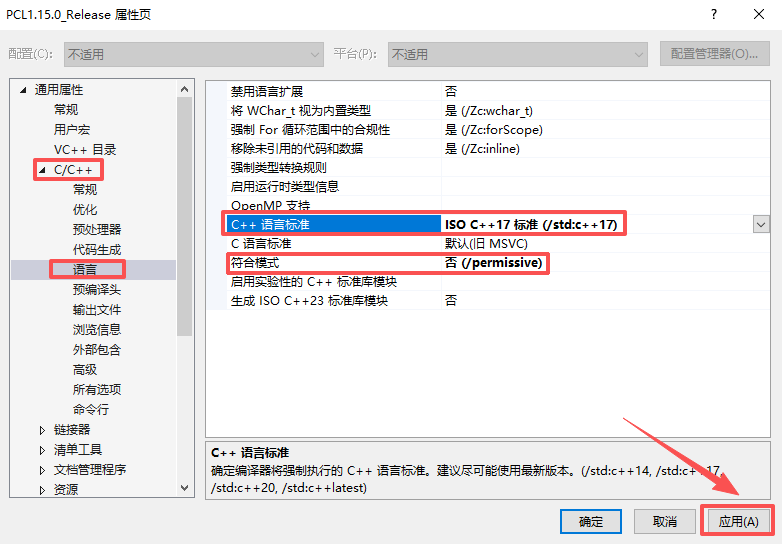 PCL1.15.0_Release 属性页
配置(C): 不适用 平台(P): 不适用 配置管理器(O)...
通用属性
常规
用户宏
VC++ 目录
C/C++
常规
优化
预处理器
代码生成
语言
预编译头
输出文件
浏览信息
外部包含
高级
所有选项
命令行
链接器
清单工具
文档管理程序
资源
禁用语言扩展 否
将 WChar_t 视为内置类型 是 (/Zc:wchar_t)
强制 For 循环范围中的合规性 是 (/Zc:forScope)
移除未引用的代码和数据 是 (/Zc:inline)
强制类型转换规则
启用运行时类型信息
OpenMP 支持
C++ 语言标准 ISO C++17 标准 (/std:c++17)
C 语言标准 默认(旧 MSVC)
符合模式 否 (/permissive)
启用实验性的 C++ 标准库模块
生成 ISO C++23 标准库模块 否
C++ 语言标准
确定编译器将强制执行的 C++ 语言标准。建议尽可能使用最新版本。(/std:c++14, /std:c++17,
/std:c++20, /std:c++latest)
确定 取消 应用(A)